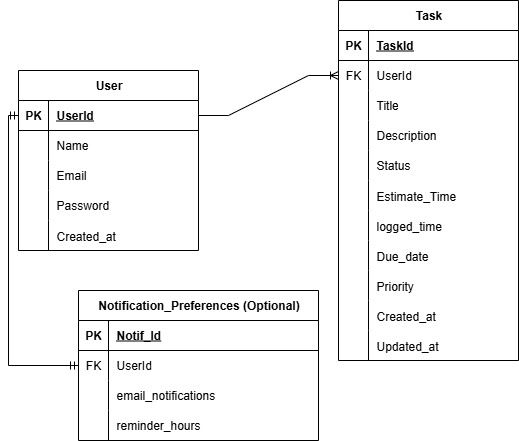 Task
PK TaskId
FK UserId
Title
Description
Status
Estimate_Time
logged_time
Due_date
Priority
Created_at
Updated_at
User
PK UserId
Name
Email
Password
Created_at
Notification_Preferences (Optional)
PK Notif_Id
FK UserId
email_notifications
reminder_hours